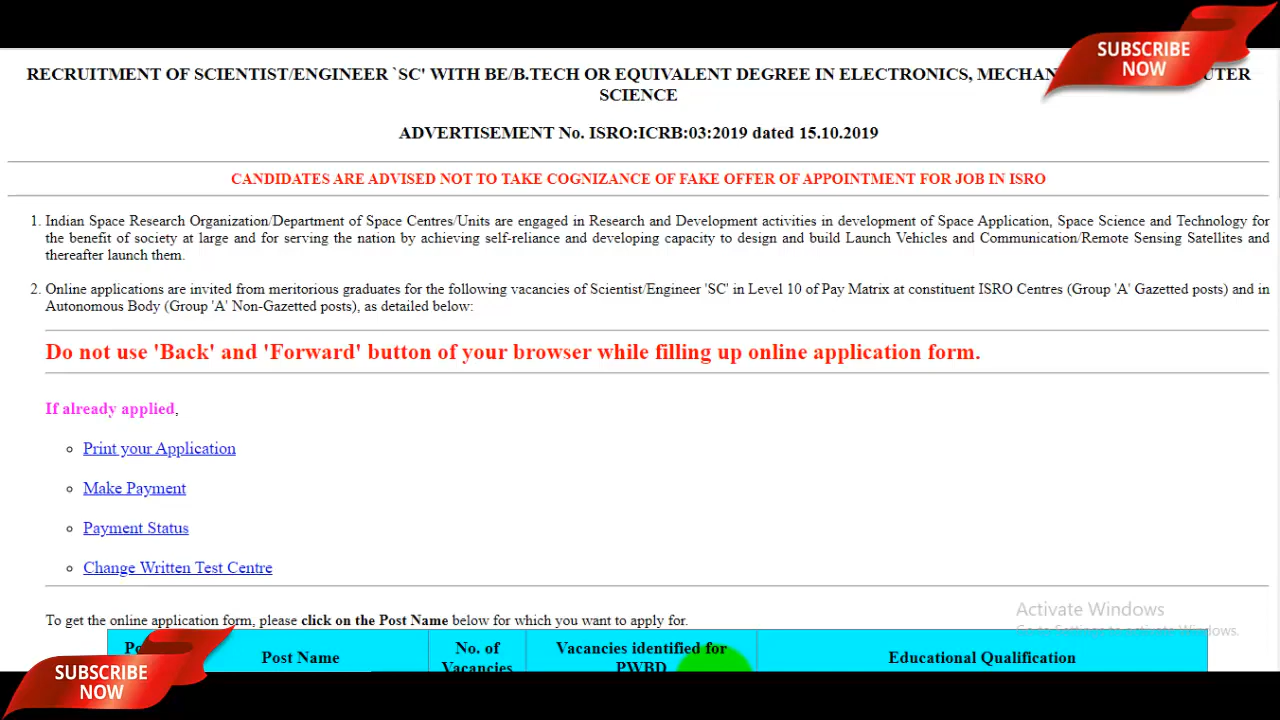 SUBSCRIBE
NOW
RECRUITMENT OF SCIENTIST/ENGINEER `SC' WITH BE/B.TECH OR EQUIVALENT DEGREE IN ELECTRONICS,
SCIENCE
ADVERTISEMENT No. ISRO:ICRB:03:2019 dated 15.10.2019
CANDIDATES ARE ADVISED NOT TO TAKE COGNIZANCE OF FAKE OFFER OF APPOINTMENT FOR JOB IN ISRO
1. Indian Space Research Organization/Department of Space Centres/Units are engaged in Research and Development activities in development of Space Application, Space Science and Technology for
the benefit of society at large and for serving the nation by achieving self-reliance and developing capacity to design and build Launch Vehicles and Communication/Remote Sensing Satellites and
thereafter launch them.
2. Online applications are invited from meritorious graduates for the following vacancies of Scientist/Engineer 'SC' in Level 10 of Pay Matrix at constituent ISRO Centres (Group 'A' Gazetted posts) and in
Autonomous Body (Group 'A' Non-Gazetted posts), as detailed below:
Do not use 'Back' and 'Forward' button of your browser while filling up online application form.
If already applied,
Print your Application
Make Payment
Payment Status
Change Written Test Centre
Activate Windows
Go to Settings to activate Windows.
To get the online application form, please click on the Post Name below for which you want to apply for.
Post Name
No. of
Vacancies
Vacancies identified for
PWBD
Educational Qualification
SUBSCRIBE
NOW